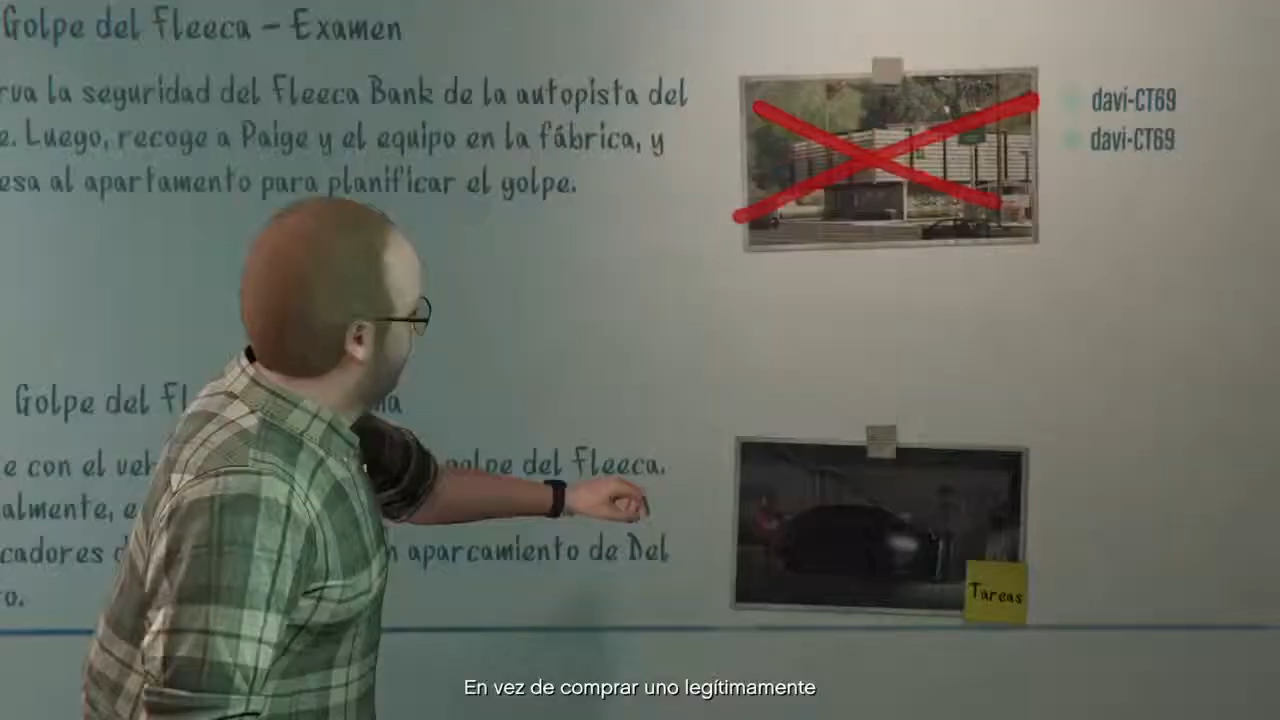 Golpe del Fleeca - Examen
rva la seguridad del Fleeca Bank de la autopista del
e. Luego, recoge a Paige y el equipo en la fábrica, y
esa al apartamento para planificar el golpe.
davi-CT69
davi-CT69
Golpe del Fl
e con el veh golpe del Fleeca.
almente, e
cadores d n aparcamiento de Del
o.
Tareas
En vez de comprar uno legítimamente